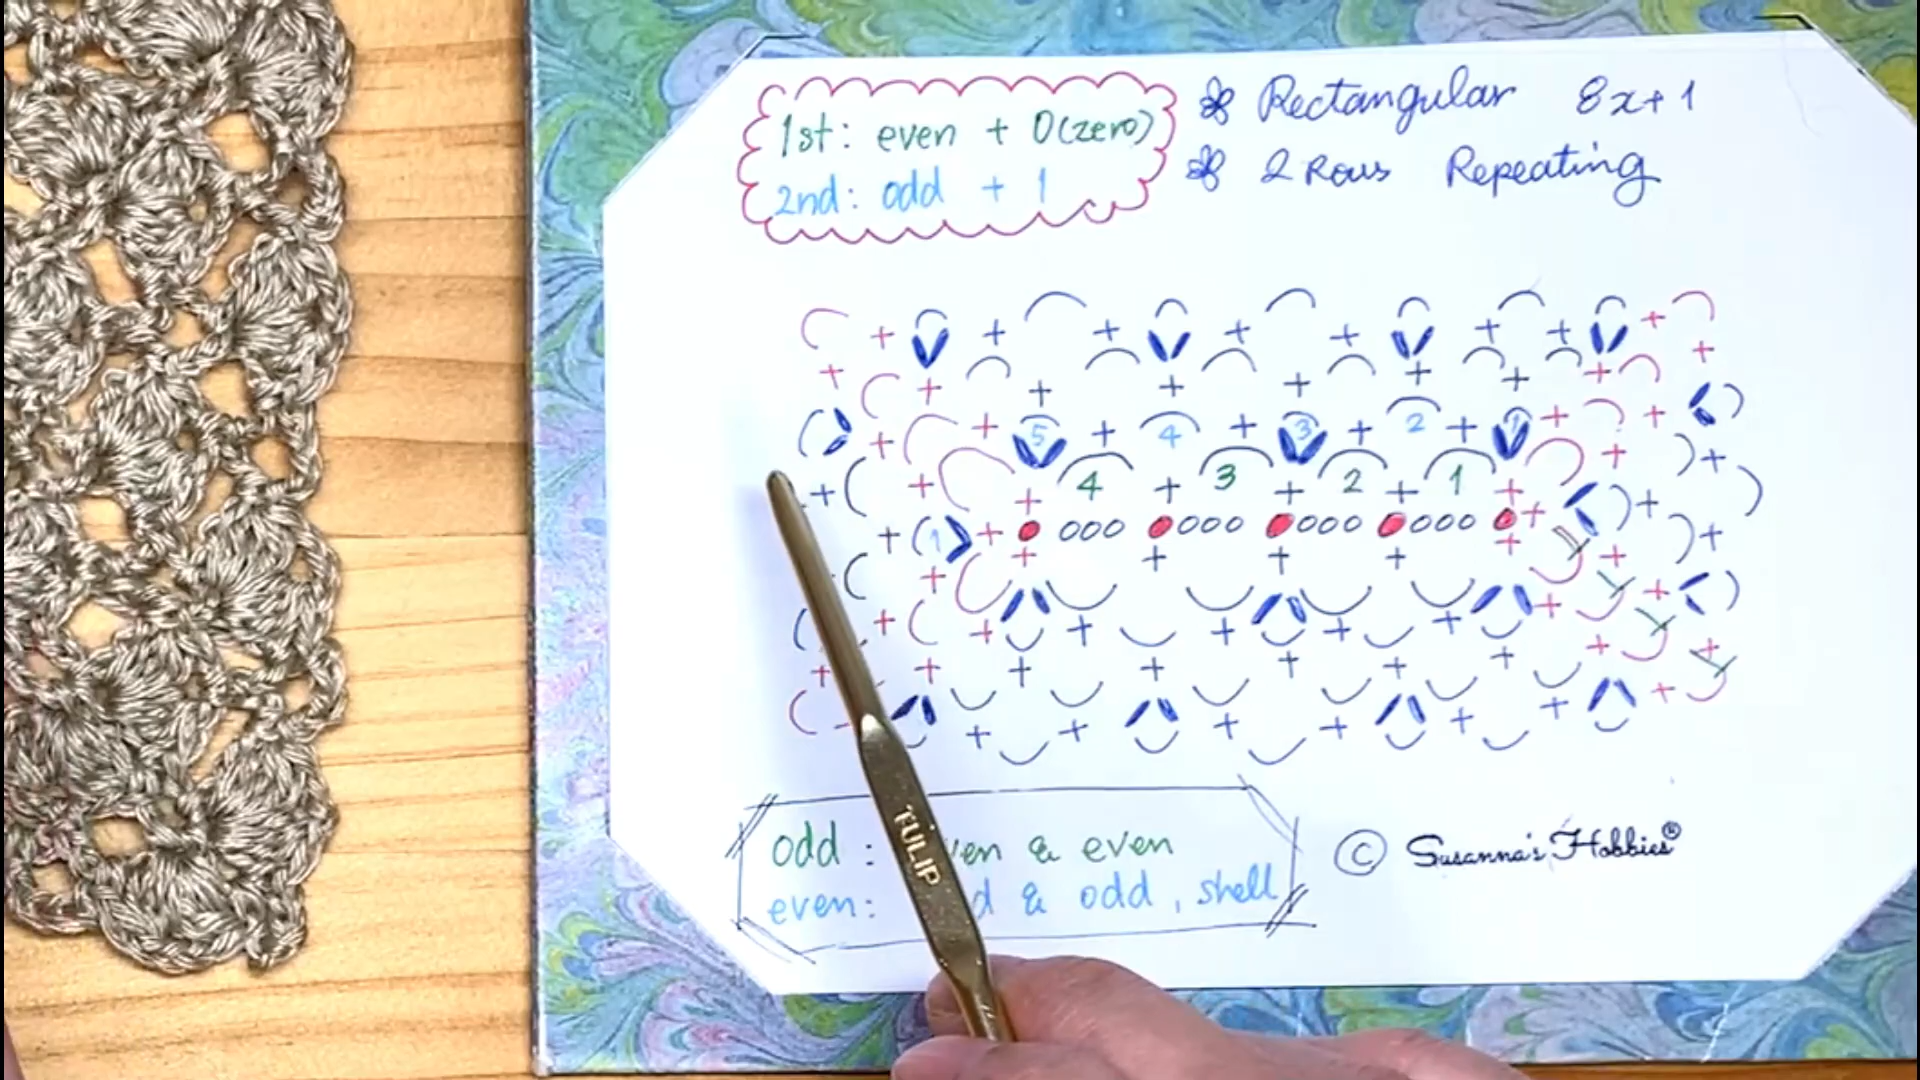 1st: even + 0(zero)
2nd: odd + 1
Rectangular 8x+1
2 Rows Repeating
5 4 3 2 1
4 3 2 1
1
odd : & even
even: & odd, shell
© Susanna's Hobbies®
TULIP